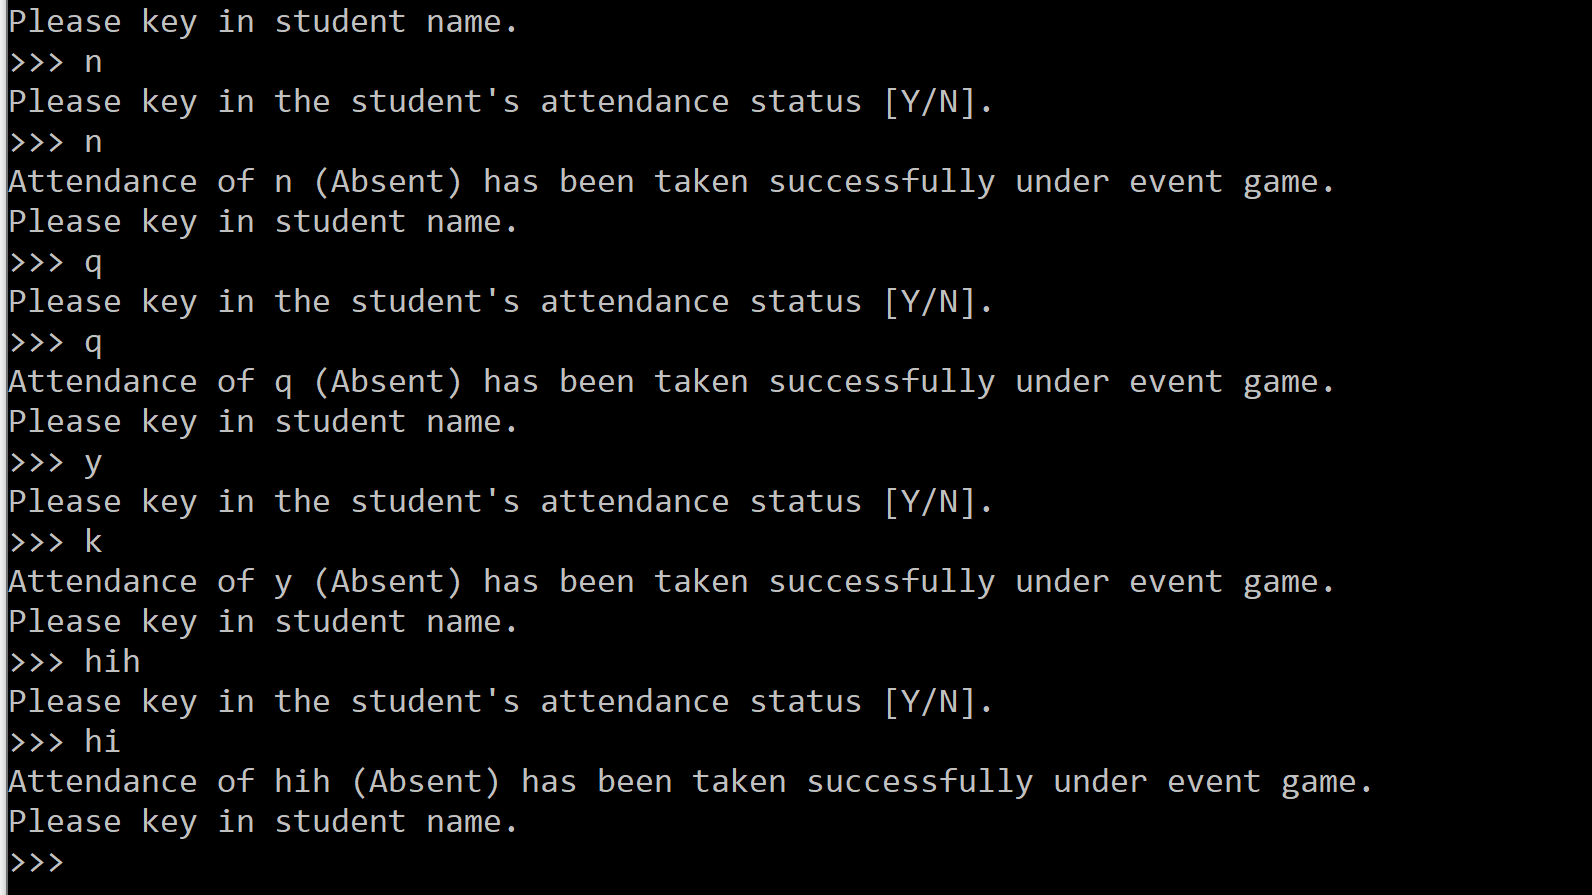 Please key in student name.
>>> n
Please key in the student's attendance status [Y/N].
>>> n
Attendance of n (Absent) has been taken successfully under event game.
Please key in student name.
>>> q
Please key in the student's attendance status [Y/N].
>>> q
Attendance of q (Absent) has been taken successfully under event game.
Please key in student name.
>>> y
Please key in the student's attendance status [Y/N].
>>> k
Attendance of y (Absent) has been taken successfully under event game.
Please key in student name.
>>> hih
Please key in the student's attendance status [Y/N].
>>> hi
Attendance of hih (Absent) has been taken successfully under event game.
Please key in student name.
>>>